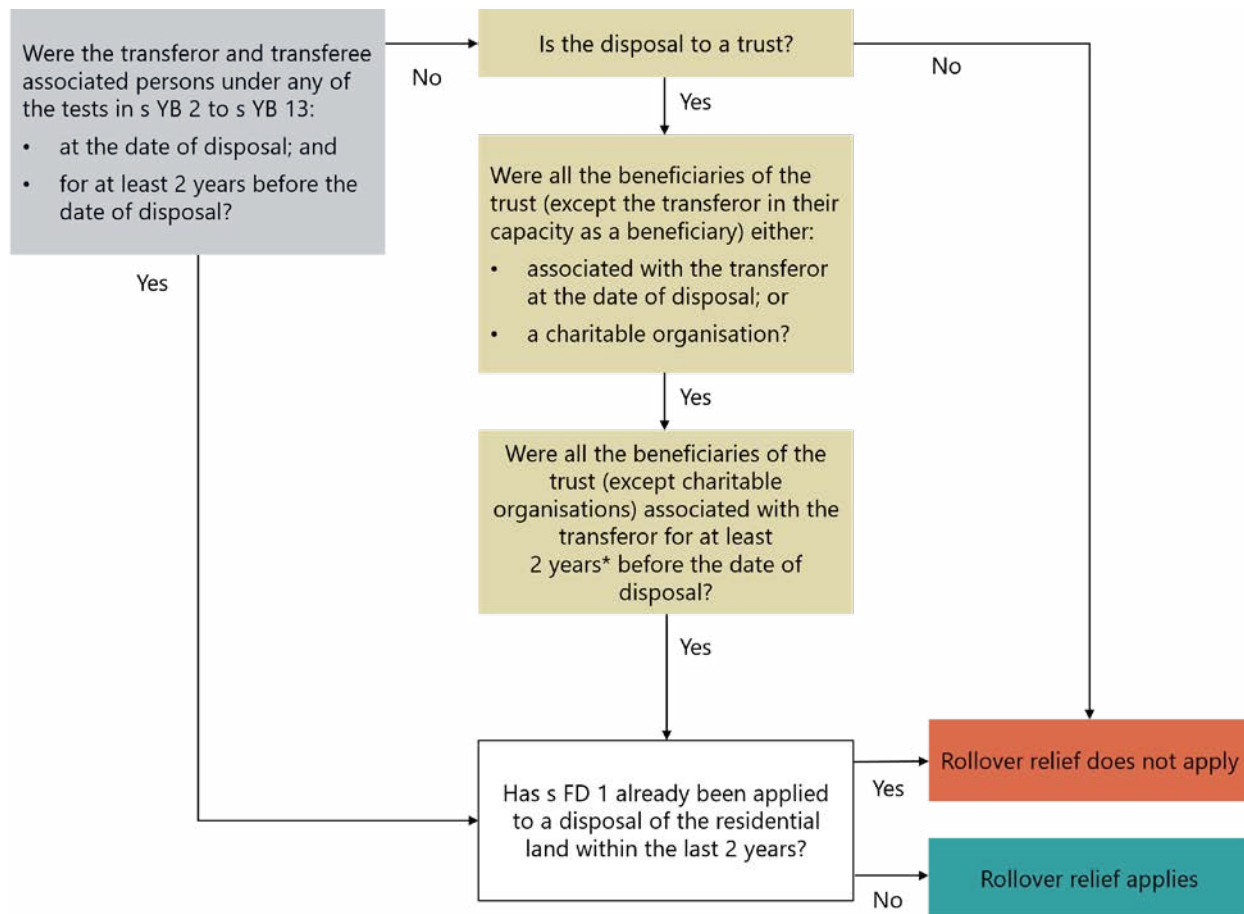 Were the transferor and transferee
associated persons under any of
the tests in s YB 2 to s YB 13:
• at the date of disposal; and
• for at least 2 years before the
date of disposal?
No
Is the disposal to a trust?
No
Yes
Yes
Were all the beneficiaries of the
trust (except the transferor in their
capacity as a beneficiary) either:
• associated with the transferor
at the date of disposal; or
• a charitable organisation?
Yes
Were all the beneficiaries of the
trust (except charitable
organisations) associated with the
transferor for at least
2 years* before the date of
disposal?
Yes
Has s FD 1 already been applied
to a disposal of the residential
land within the last 2 years?
Yes
Rollover relief does not apply
No
Rollover relief applies